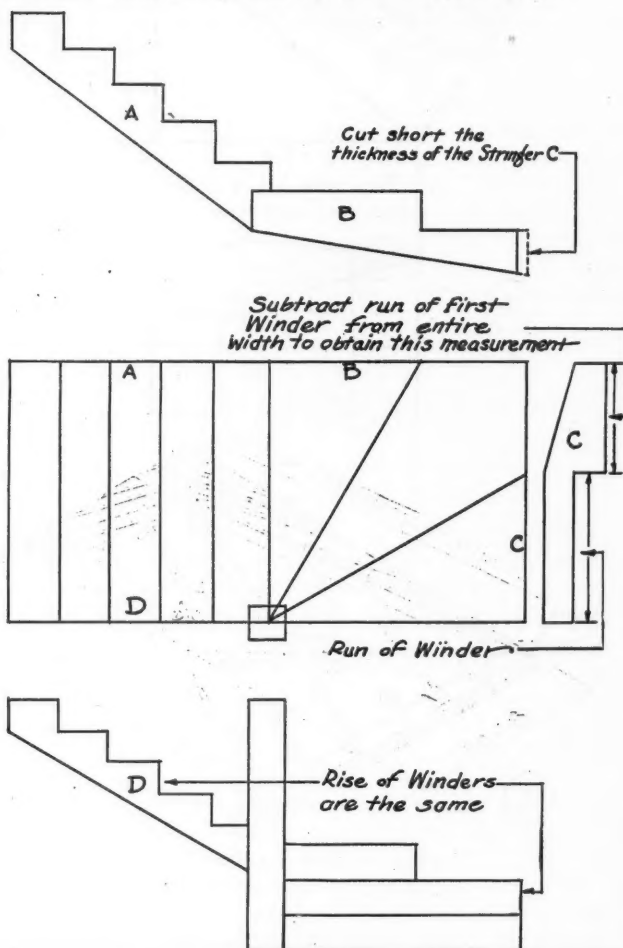 A
Cut short the
thickness of the Stringer C
B
Subtract run of first
Winder from entire
Width to obtain this measurement
A
B
C
C
D
Run of Winder
D
Rise of Winders
are the same